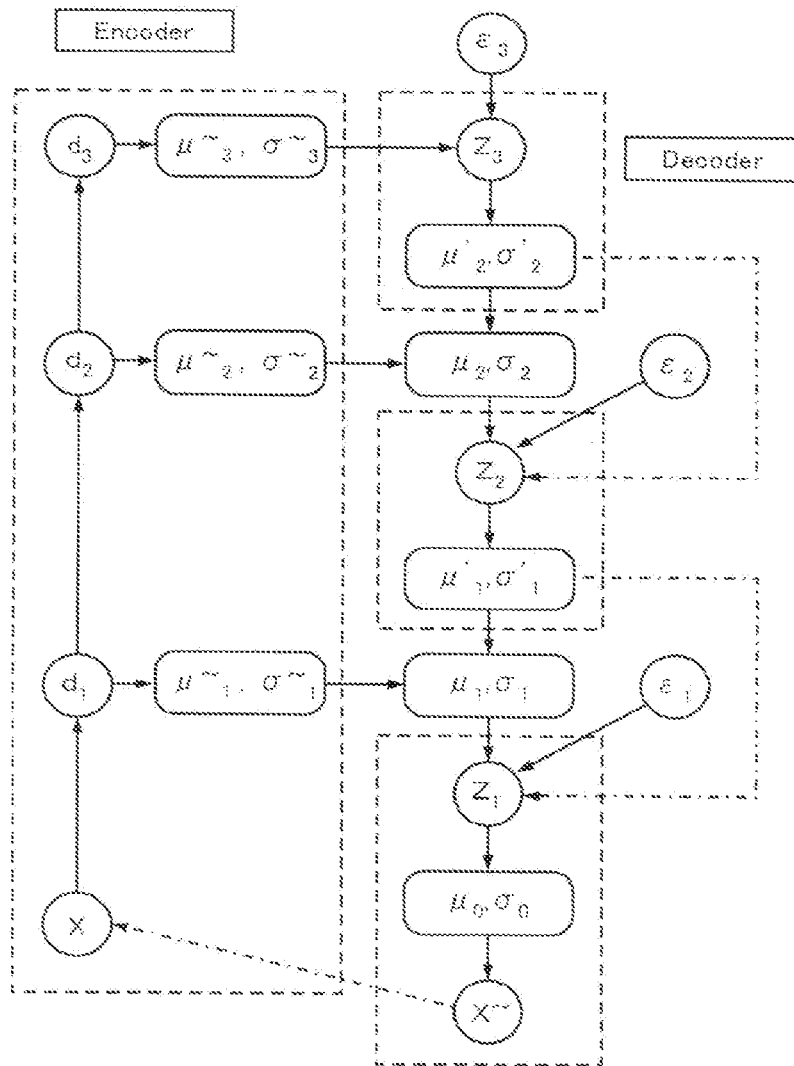 Encoder
ε3
d3
μ~3, σ~3
Z3
Decoder
μ'2,σ'2
d2
μ~2, σ~2
μ2,σ2
ε2
Z2
μ'1,σ'1
d1
μ~1, σ~1
μ1,σ1
ε1
Z1
X
μ0,σ0
X~